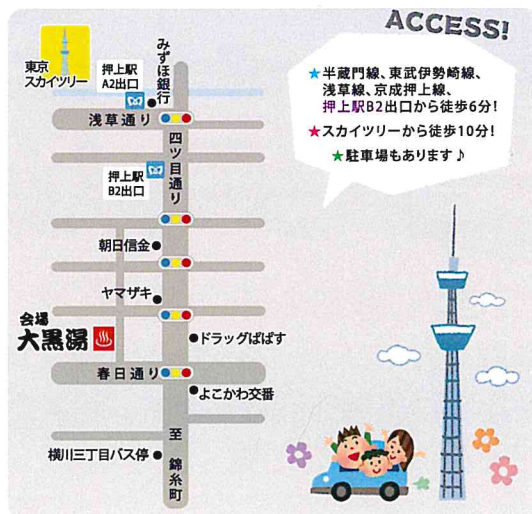 ACCESS!
★半蔵門線、東武伊勢崎線、
浅草線、京成押上線、
押上駅B2出口から徒歩6分!
★スカイツリーから徒歩10分!
★駐車場もあります♪
東京
スカイツリー
押上駅
A2出口
みずほ銀行
浅草通り
四ツ目通り
押上駅
B2出口
朝日信金
ヤマザキ
会場
大黒湯
ドラッグぱぱす
春日通り
よこかわ交番
横川三丁目バス停
至 錦糸町